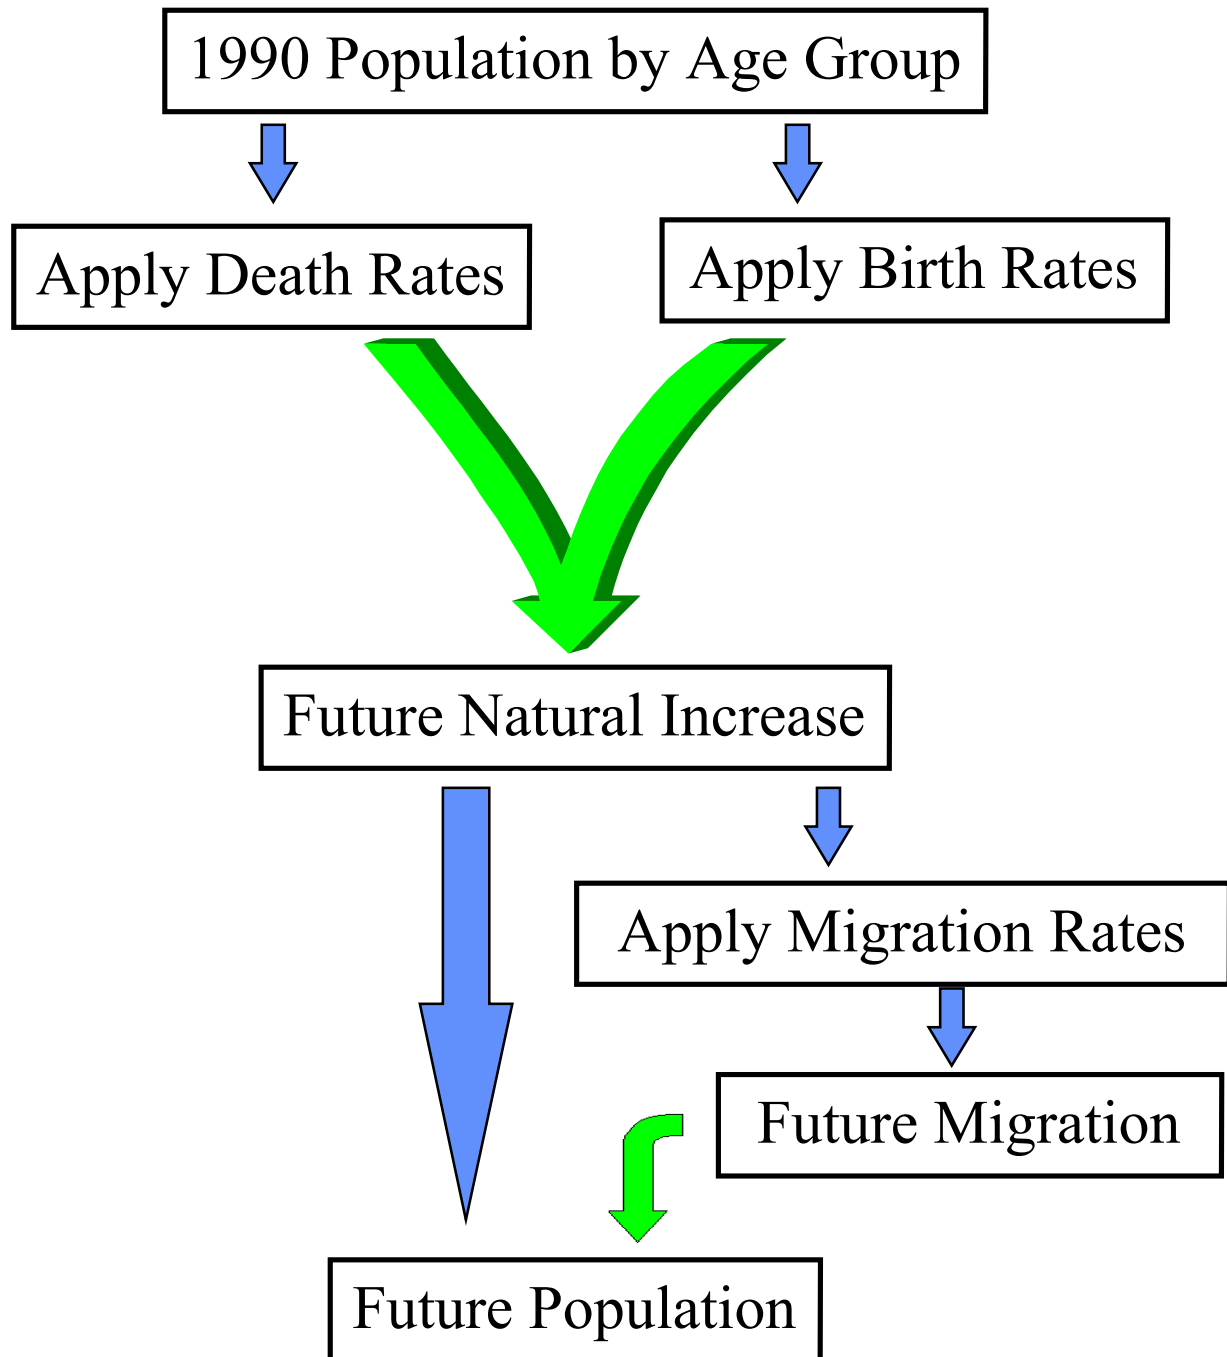 1990 Population by Age Group
Apply Death Rates
Apply Birth Rates
Future Natural Increase
Apply Migration Rates
Future Migration
Future Population